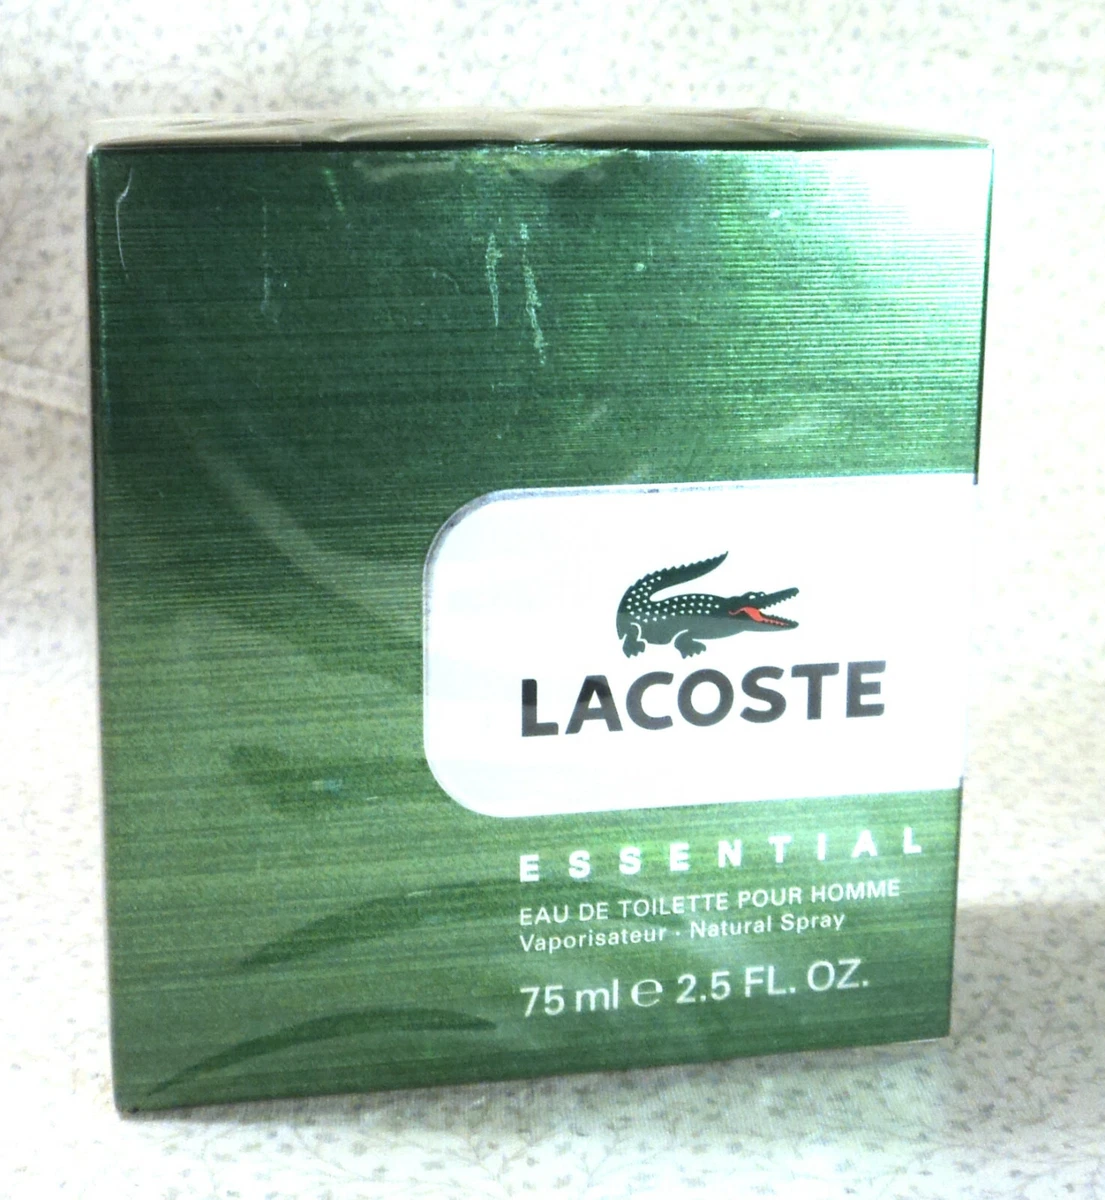 LACOSTE
ESSENTIAL
EAU DE TOILETTE POUR HOMME
Vaporisateur · Natural Spray
75 ml ℮ 2.5 FL. OZ.